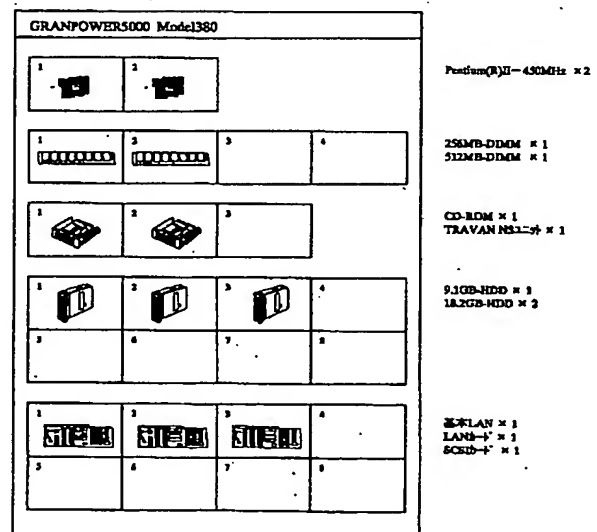 GRANPOWER5000 Model380
1 2
Pentium(R)II-450MHz ×2
1 2 3 4
256MB-DIMM × 1
512MB-DIMM × 1
1 2 3
CD-ROM × 1
TRAVAN NSユニット × 1
1 2 3 4
9.1GB-HDD × 1
18.2GB-HDD × 2
5 6 7 8
1 2 3 4
基本LAN × 1
LANカード × 1
SCSIカード × 1
5 6 7 8